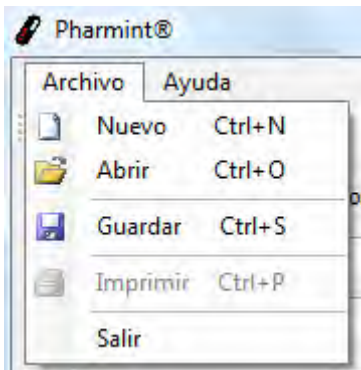 Pharmint®
Archivo Ayuda
Nuevo Ctrl+N
Abrir Ctrl+O
Guardar Ctrl+S
Imprimir Ctrl+P
Salir